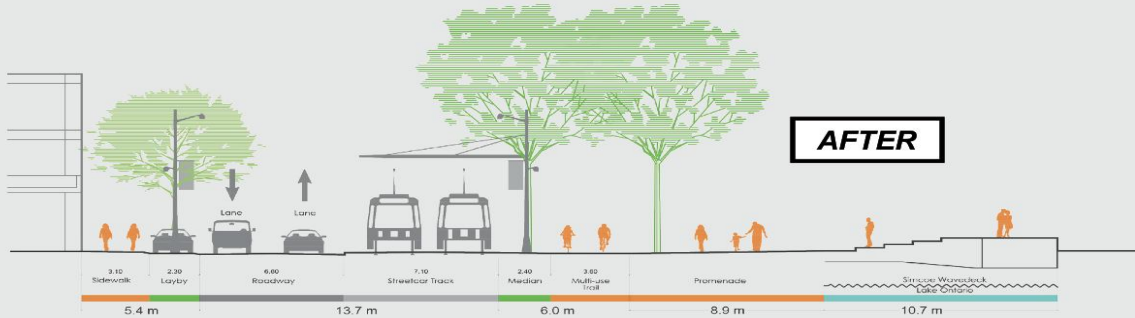 AFTER
Lane
Lane
3.10
Sidewalk
2.30
Layby
6.60
Roadway
7.10
Streetcar Track
2.40
Median
3.60
Multi-use
Trail
Promenade
Simcoe Wavedeck
Lake Ontario
5.4 m
13.7 m
6.0 m
8.9 m
10.7 m